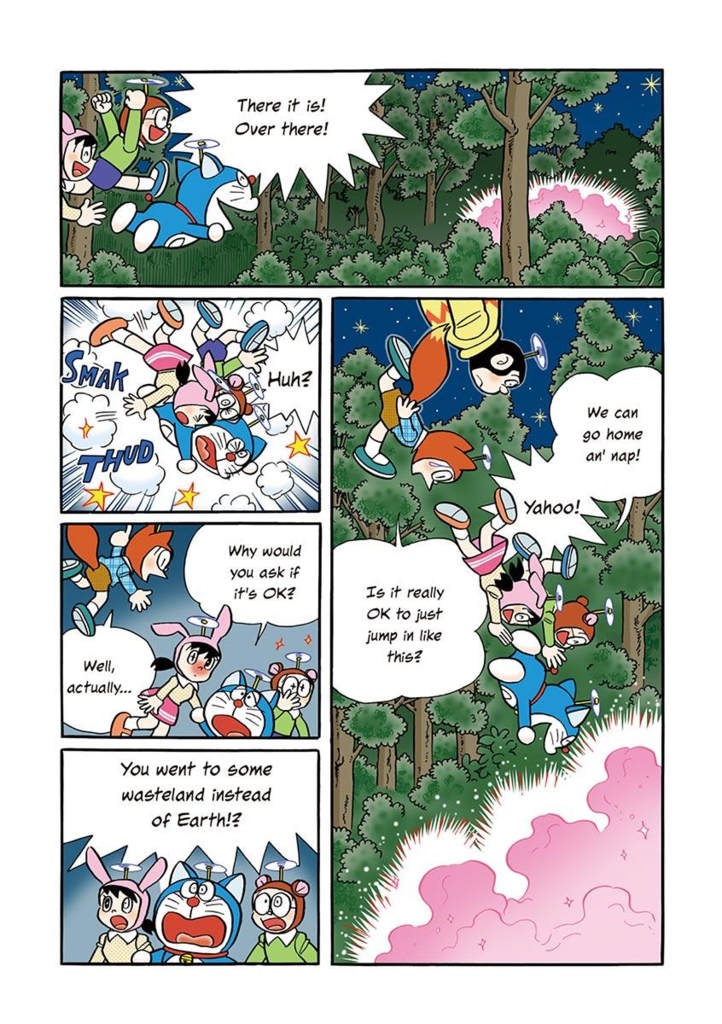 There it is!
Over there!
We can
go home
an' nap!
Yahoo!
Is it really
OK to just
jump in like
this?
Huh?
SMAK
THUD
Why would
you ask if
it's OK?
Well,
actually...
You went to some
wasteland instead
of Earth!?